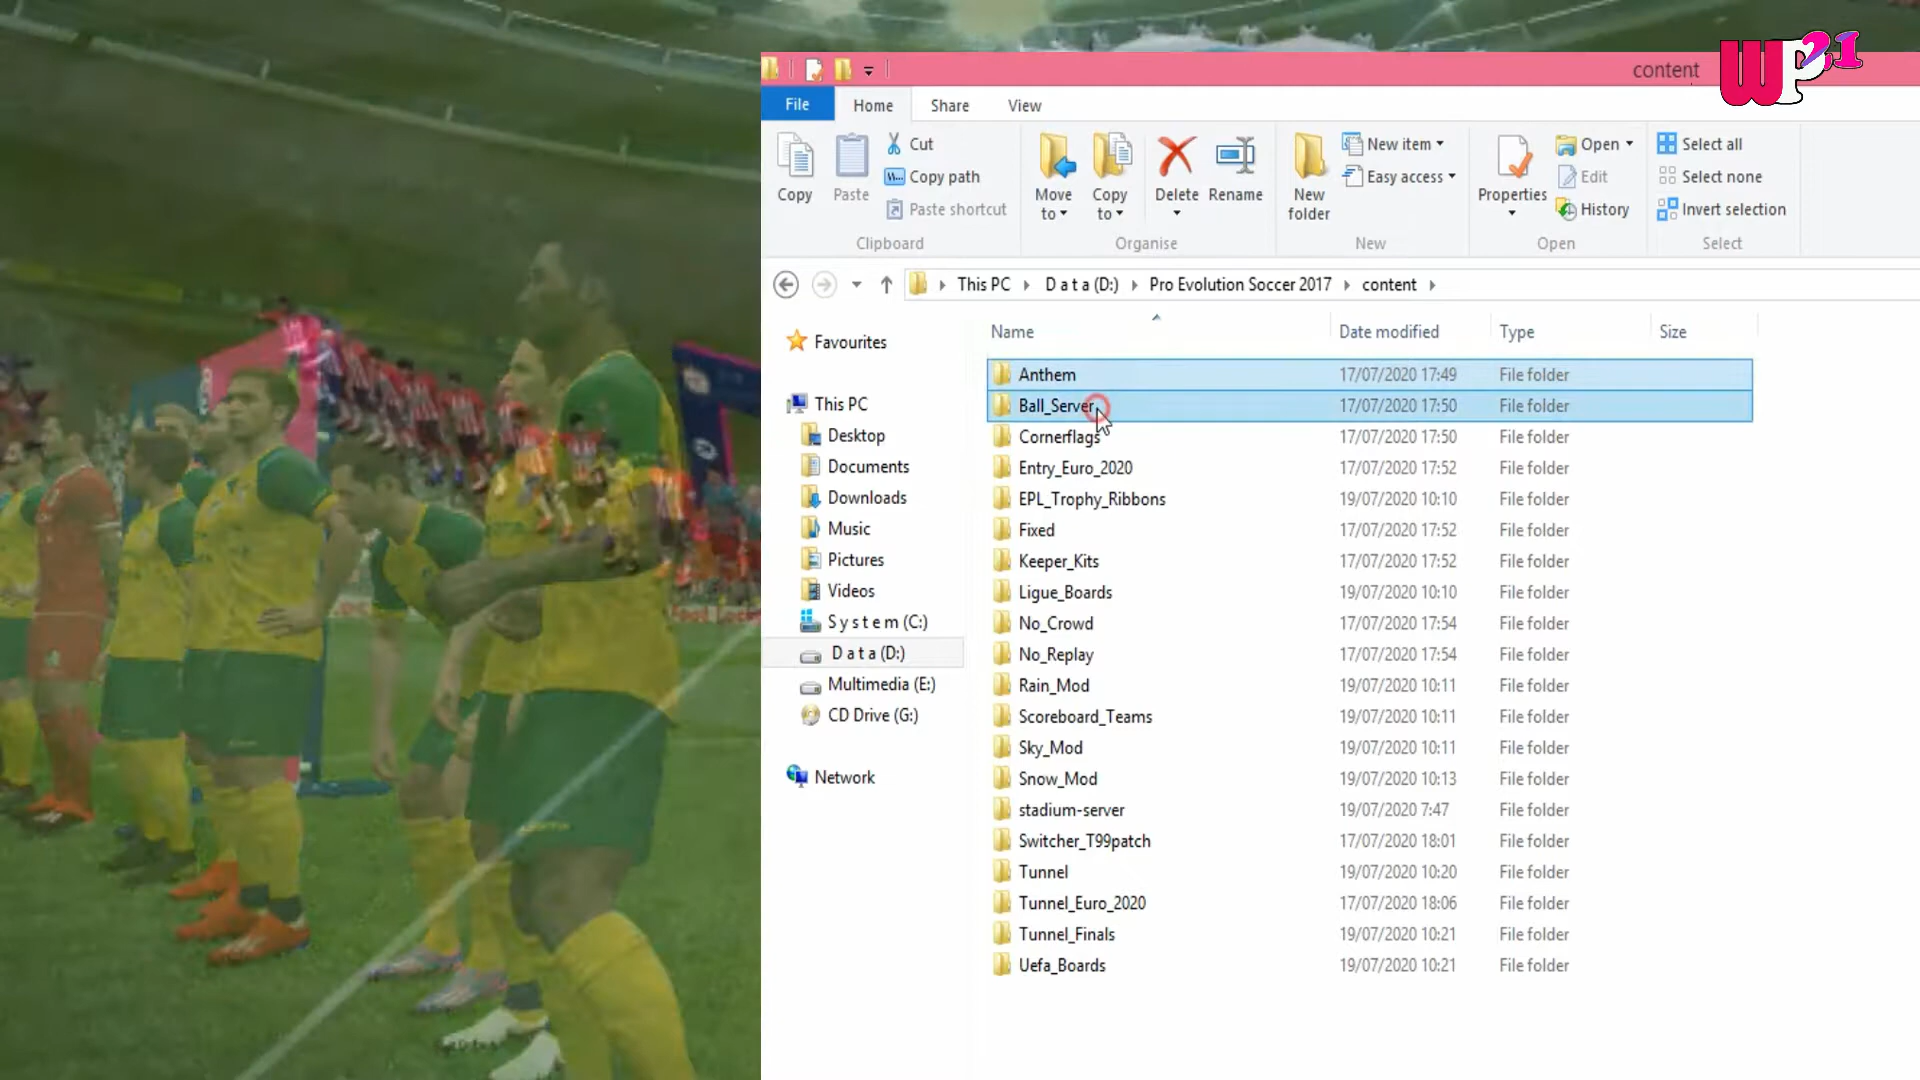 WP21
content
File Home Share View
Copy
Paste
Cut
Copy path
Paste shortcut
Clipboard
Move to
Copy to
Delete
Rename
Organise
New folder
New item
Easy access
New
Properties
Open
Edit
History
Open
Select all
Select none
Invert selection
Select
This PC D a t a (D:) Pro Evolution Soccer 2017 content
Favourites
This PC
Desktop
Documents
Downloads
Music
Pictures
Videos
S y s t e m (C:)
D a t a (D:)
Multimedia (E:)
CD Drive (G:)
Network
Name Date modified Type Size
Anthem 17/07/2020 17:49 File folder
Ball_Server 17/07/2020 17:50 File folder
Cornerflags 17/07/2020 17:50 File folder
Entry_Euro_2020 17/07/2020 17:52 File folder
EPL_Trophy_Ribbons 19/07/2020 10:10 File folder
Fixed 17/07/2020 17:52 File folder
Keeper_Kits 17/07/2020 17:52 File folder
Ligue_Boards 19/07/2020 10:10 File folder
No_Crowd 17/07/2020 17:54 File folder
No_Replay 17/07/2020 17:54 File folder
Rain_Mod 19/07/2020 10:11 File folder
Scoreboard_Teams 19/07/2020 10:11 File folder
Sky_Mod 19/07/2020 10:11 File folder
Snow_Mod 19/07/2020 10:13 File folder
stadium-server 19/07/2020 7:47 File folder
Switcher_T99patch 17/07/2020 18:01 File folder
Tunnel 19/07/2020 10:20 File folder
Tunnel_Euro_2020 17/07/2020 18:06 File folder
Tunnel_Finals 19/07/2020 10:21 File folder
Uefa_Boards 19/07/2020 10:21 File folder